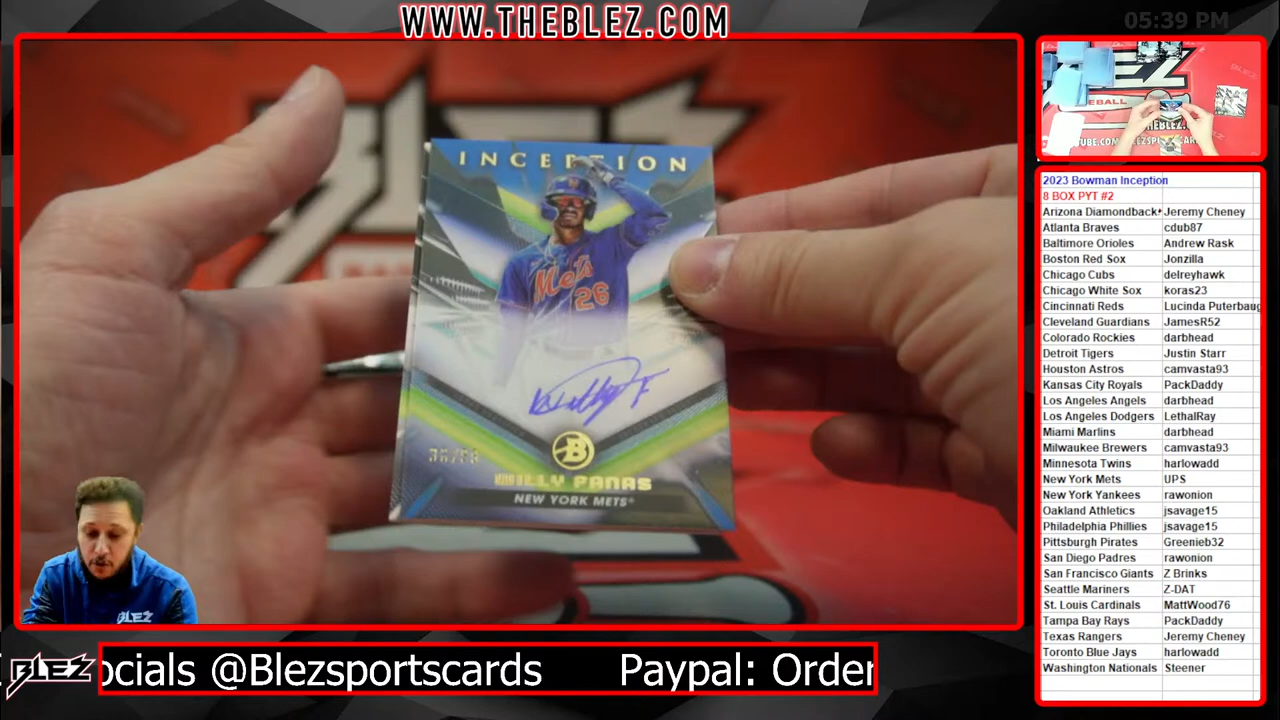 WWW.THEBLEZ.COM
05:39 PM
INCEPTION
Mets
26
B
WILLY FANAS
NEW YORK METS
BLEZ
BLEZ
ocials @Blezsportscards Paypal: Order
2023 Bowman Inception
8 BOX PYT #2
Arizona Diamondback Jeremy Cheney
Atlanta Braves cdub87
Baltimore Orioles Andrew Rask
Boston Red Sox Jonzilla
Chicago Cubs delreyhawk
Chicago White Sox koras23
Cincinnati Reds Lucinda Puterbaug
Cleveland Guardians JamesR52
Colorado Rockies darbhead
Detroit Tigers Justin Starr
Houston Astros camvasta93
Kansas City Royals PackDaddy
Los Angeles Angels darbhead
Los Angeles Dodgers LethalRay
Miami Marlins darbhead
Milwaukee Brewers camvasta93
Minnesota Twins harlowadd
New York Mets UPS
New York Yankees rawonion
Oakland Athletics jsavage15
Philadelphia Phillies jsavage15
Pittsburgh Pirates Greenieb32
San Diego Padres rawonion
San Francisco Giants Z Brinks
Seattle Mariners Z-DAT
St. Louis Cardinals MattWood76
Tampa Bay Rays PackDaddy
Texas Rangers Jeremy Cheney
Toronto Blue Jays harlowadd
Washington Nationals Steener